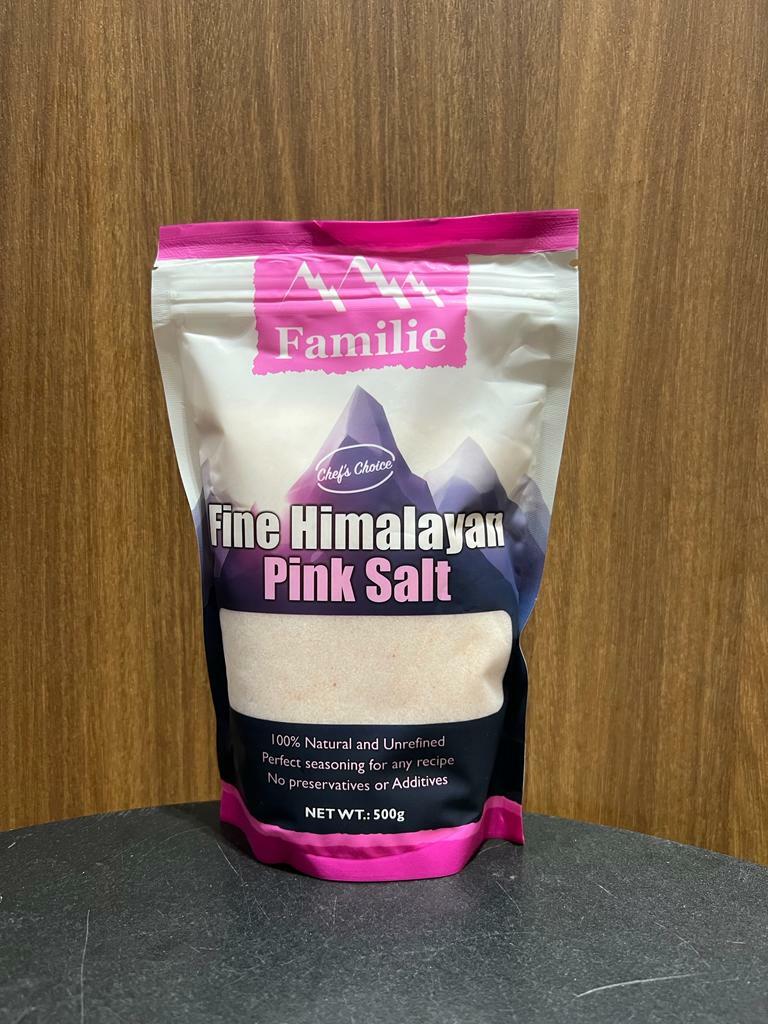 Familie
Chef's Choice
Fine Himalayan
Pink Salt
100% Natural and Unrefined
Perfect seasoning for any recipe
No preservatives or Additives
NET WT.: 500g